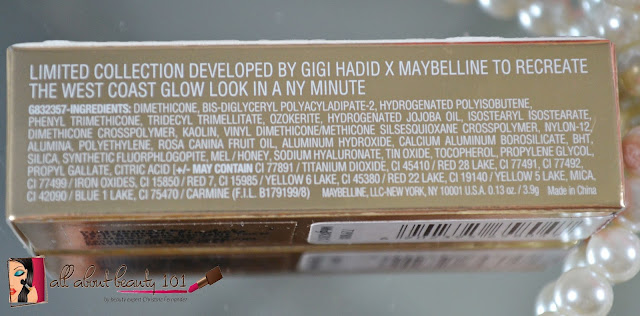 LIMITED COLLECTION DEVELOPED BY GIGI HADID X MAYBELLINE TO RECREATE
THE WEST COAST GLOW LOOK IN A NY MINUTE
G832357-INGREDIENTS: DIMETHICONE, BIS-DIGLYCERYL POLYACYLADIPATE-2, HYDROGENATED POLYISOBUTENE,
PHENYL TRIMETHICONE, TRIDECYL TRIMELLITATE, OZOKERITE, HYDROGENATED JOJOBA OIL, ISOSTEARYL ISOSTEARATE,
DIMETHICONE CROSSPOLYMER, KAOLIN, VINYL DIMETHICONE/METHICONE SILSESQUIOXANE CROSSPOLYMER, NYLON-12,
ALUMINA, POLYETHYLENE, ROSA CANINA FRUIT OIL, ALUMINUM HYDROXIDE, CALCIUM ALUMINUM BOROSILICATE, BHT,
SILICA, SYNTHETIC FLUORPHLOGOPITE, MEL / HONEY, SODIUM HYALURONATE, TIN OXIDE, TOCOPHEROL, PROPYLENE GLYCOL,
PROPYL GALLATE, CITRIC ACID [+/- MAY CONTAIN CI 77891 / TITANIUM DIOXIDE, CI 45410 / RED 28 LAKE, CI 77491, CI 77492,
CI 77499 / IRON OXIDES, CI 15850 / RED 7, CI 15985 / YELLOW 6 LAKE, CI 45380 / RED 22 LAKE, CI 19140 / YELLOW 5 LAKE, MICA,
CI 42090 / BLUE 1 LAKE, CI 75470 / CARMINE (F.I.L. B179199/8) MAYBELLINE, LLC-NEW YORK, NY 10001 U.S.A. 0.13 oz. / 3.9g Made in China
all about beauty 101